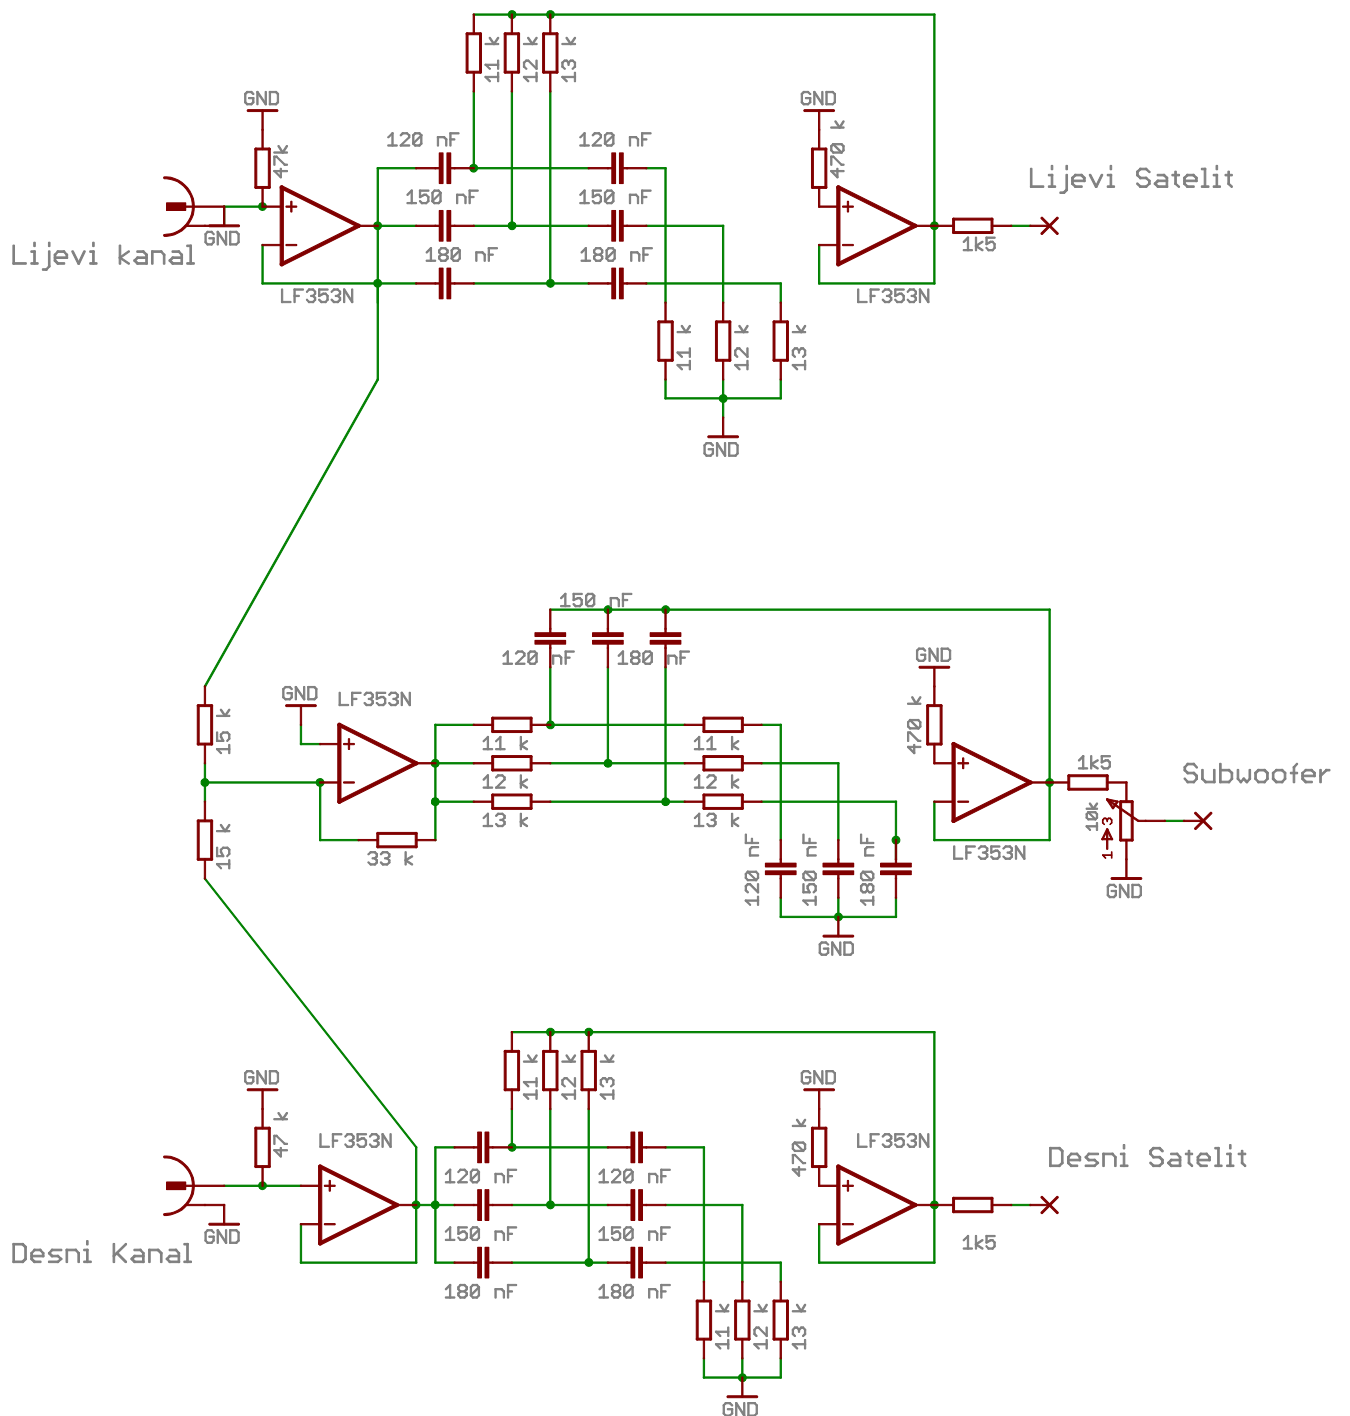 11 k
12 k
13 k
GND
47k
120 nF
120 nF
GND
470 k
Lijevi Satelit
150 nF
150 nF
GND
Lijevi kanal
180 nF
180 nF
1k5
LF353N
LF353N
11 k
12 k
13 k
GND
150 nF
120 nF
180 nF
GND
GND
LF353N
470 k
15 k
11 k
11 k
12 k
12 k
1k5
Subwoofer
13 k
13 k
10k
1
3
15 k
33 k
LF353N
120 nF
150 nF
180 nF
GND
GND
11 k
12 k
13 k
GND
47 k
LF353N
GND
470 k
LF353N
Desni Satelit
120 nF
120 nF
GND
Desni Kanal
150 nF
150 nF
1k5
180 nF
180 nF
11 k
12 k
13 k
GND